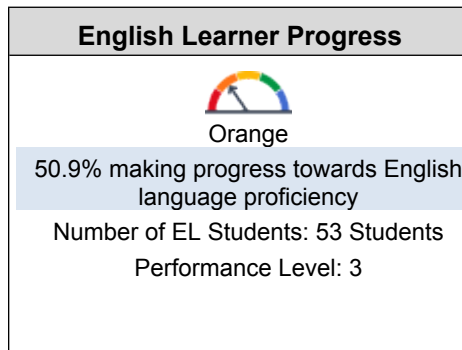 English Learner Progress
Orange
50.9% making progress towards English
language proficiency
Number of EL Students: 53 Students
Performance Level: 3